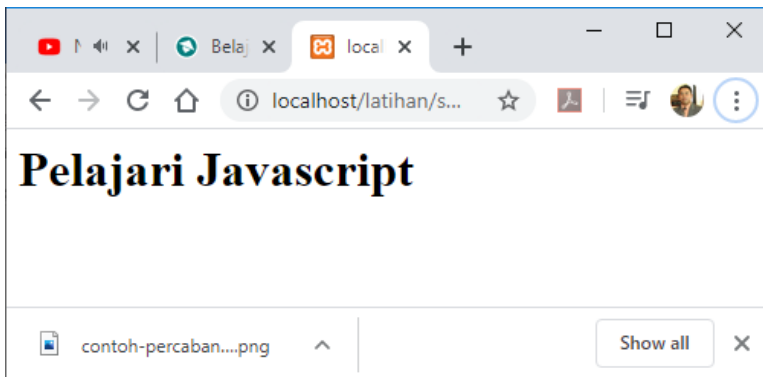 Belaj
local
localhost/latihan/s...
Pelajari Javascript
contoh-percaban....png
Show all